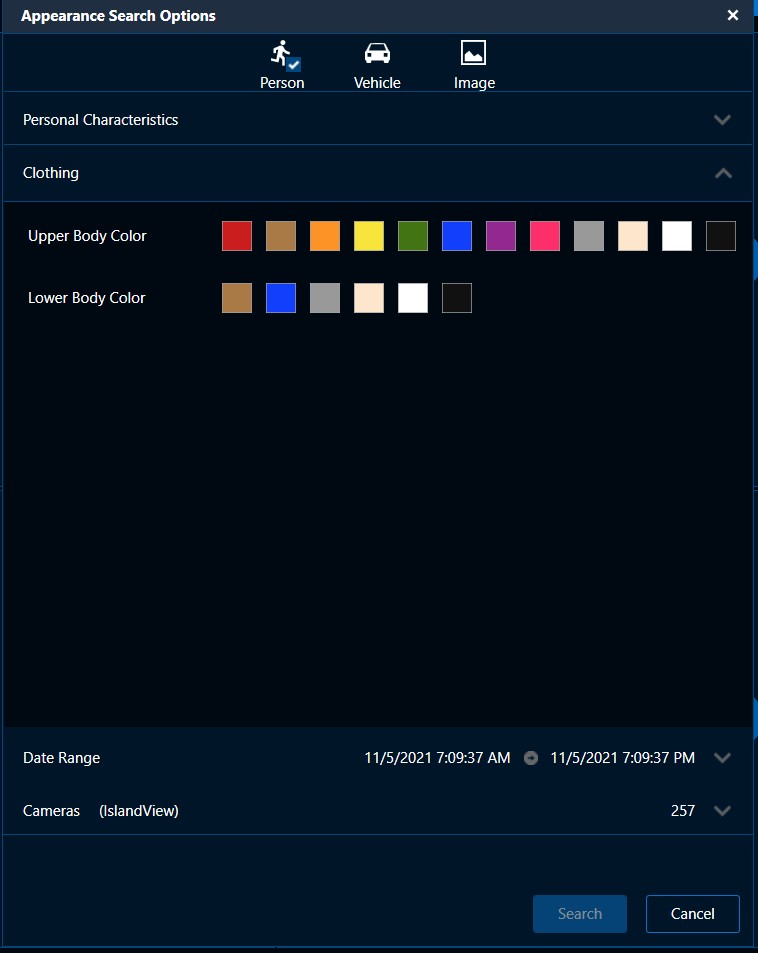 Appearance Search Options
Person Vehicle Image
Personal Characteristics
Clothing
Upper Body Color
Lower Body Color
Date Range 11/5/2021 7:09:37 AM 11/5/2021 7:09:37 PM
Cameras (IslandView) 257
Search Cancel